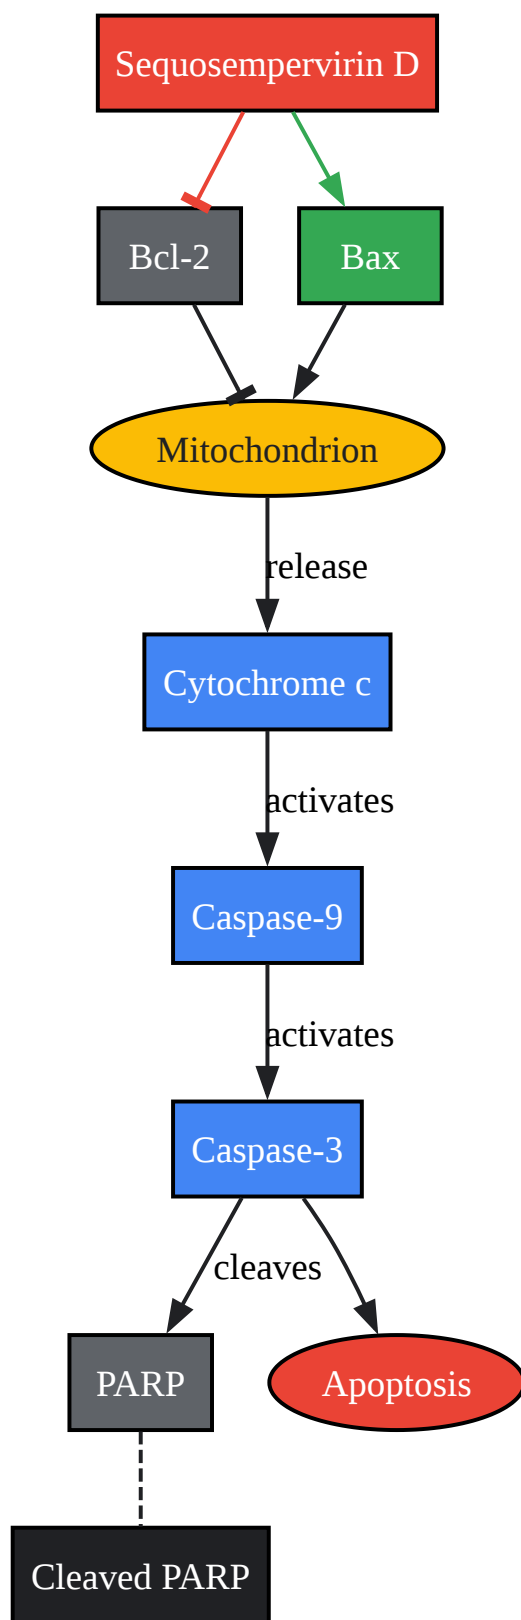 Sequosempervirin D
Bcl-2
Bax
Mitochondrion
release
Cytochrome c
activates
Caspase-9
activates
Caspase-3
cleaves
PARP
Apoptosis
Cleaved PARP